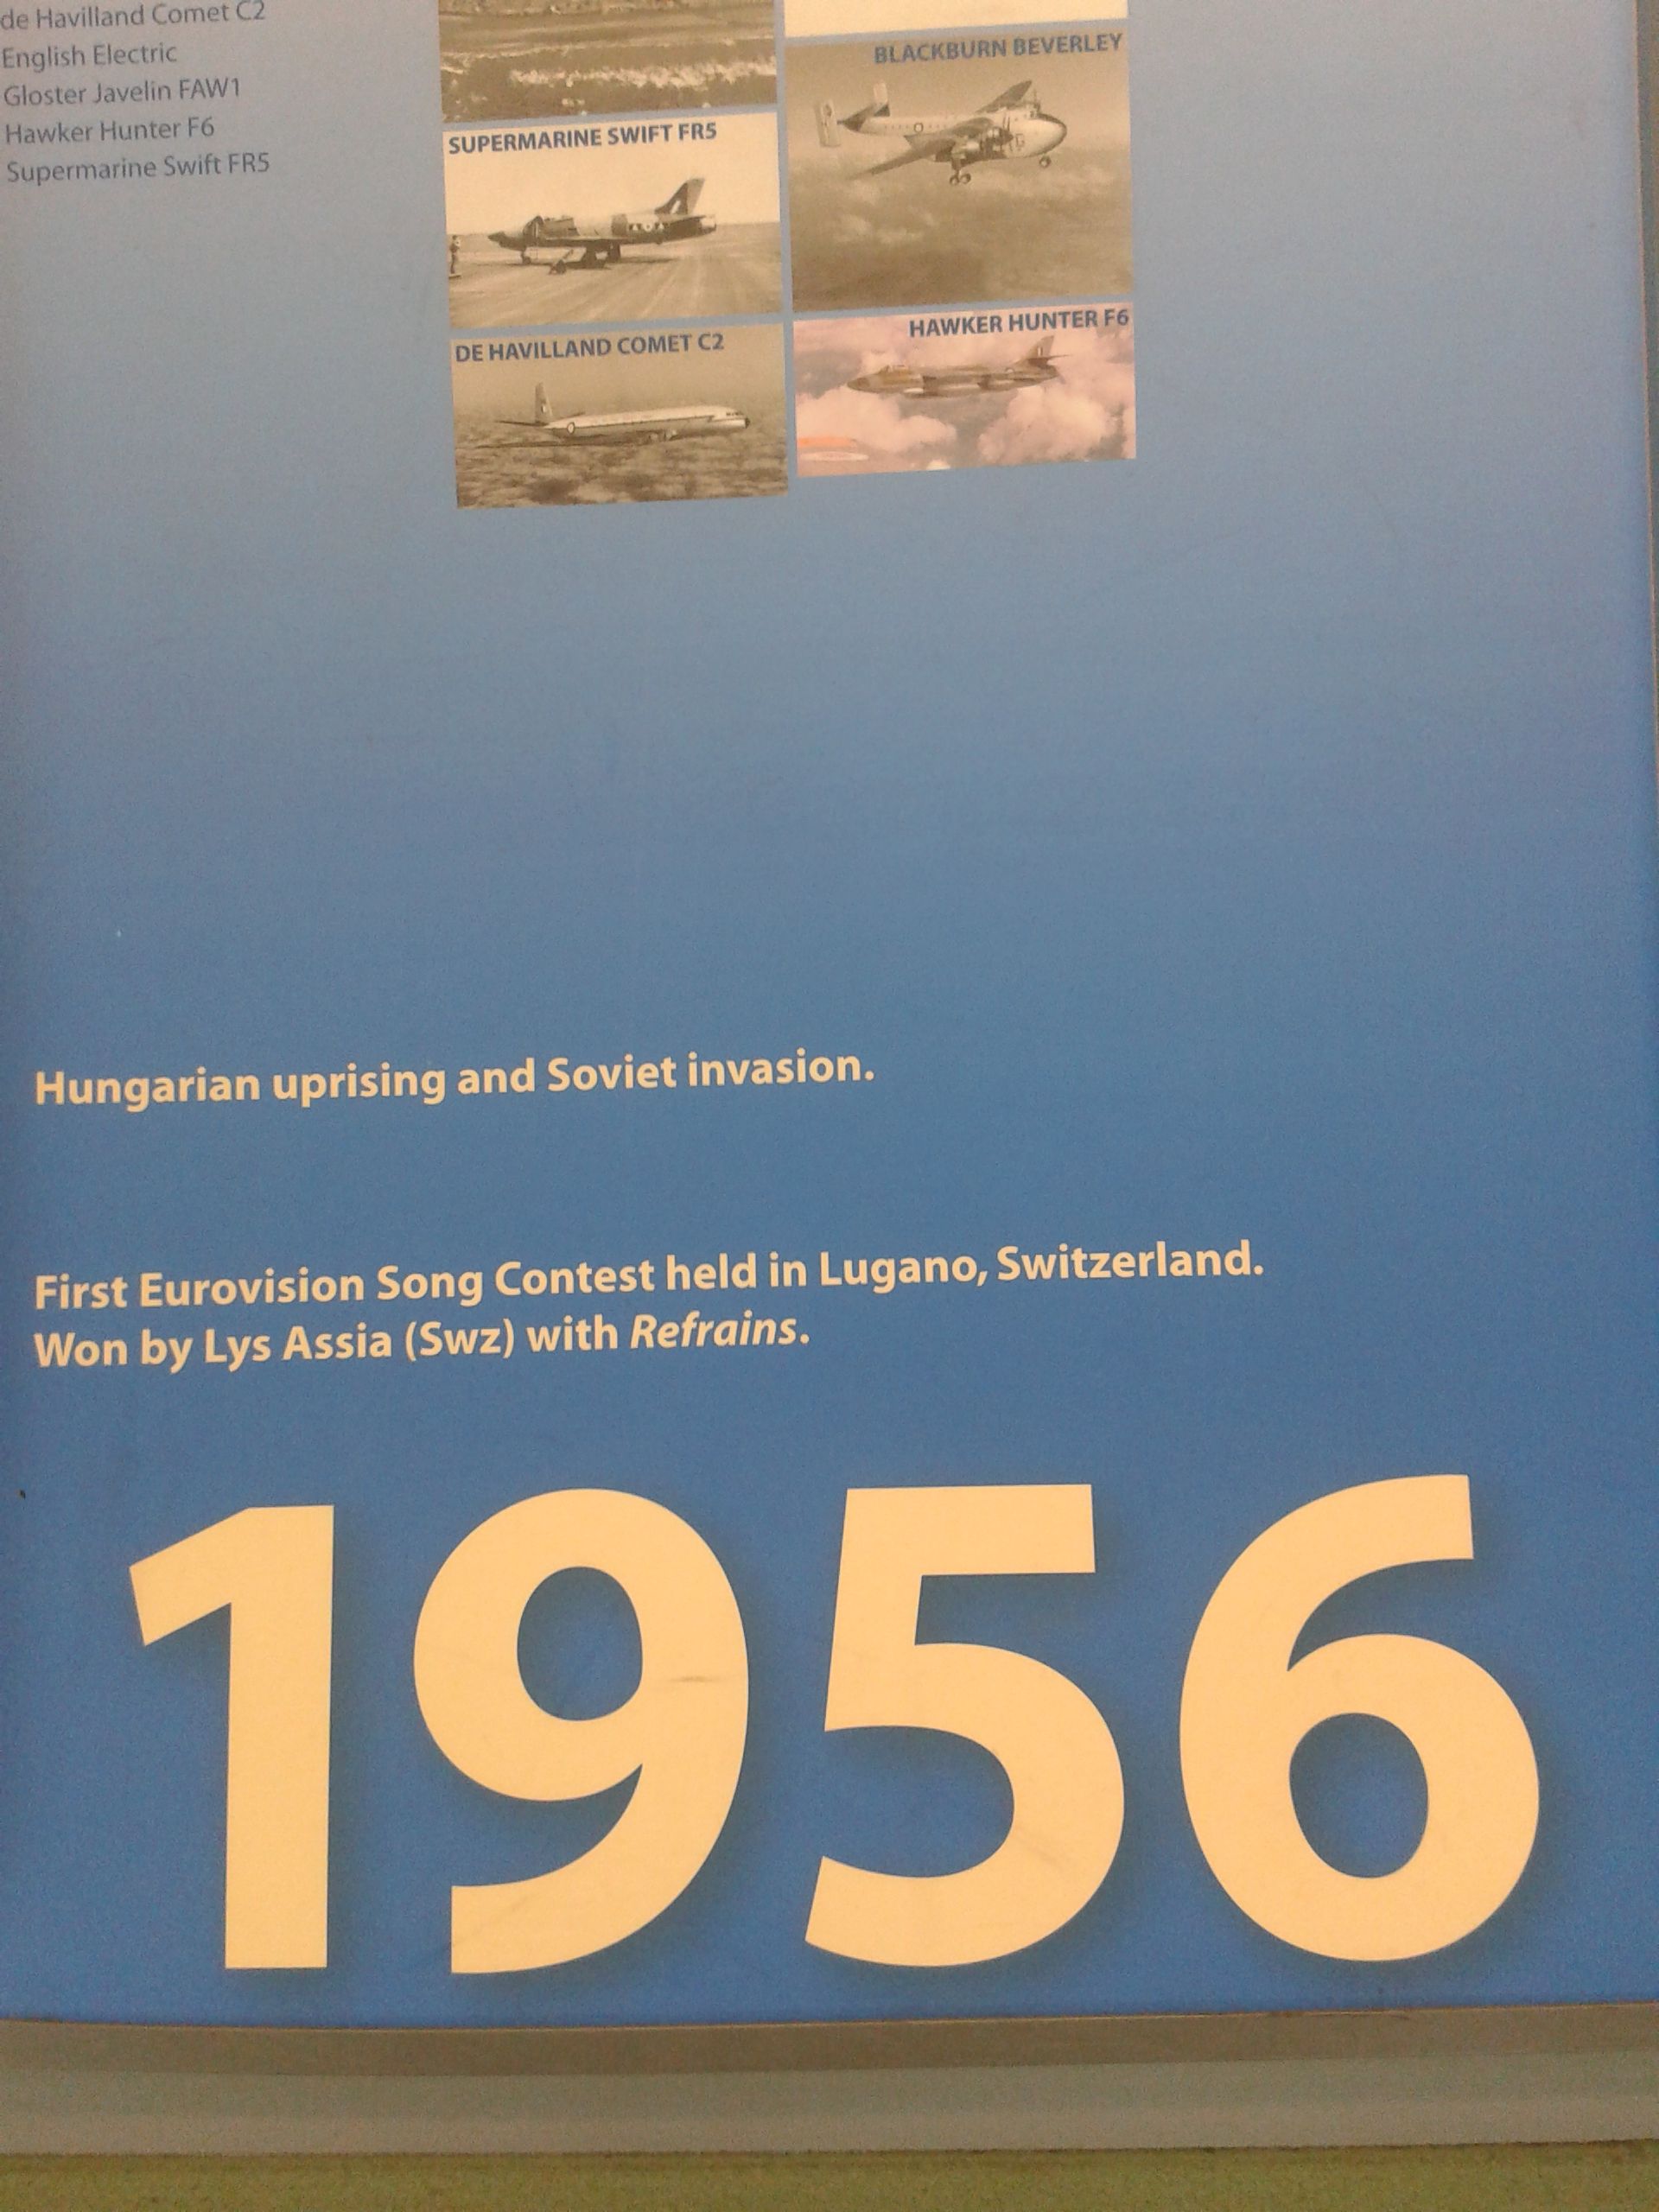 de Havilland Comet C2
English Electric
Gloster Javelin FAW1
Hawker Hunter F6
Supermarine Swift FR5
BLACKBURN BEVERLEY
SUPERMARINE SWIFT FR5
HAWKER HUNTER F6
DE HAVILLAND COMET C2
Hungarian uprising and Soviet invasion.
First Eurovision Song Contest held in Lugano, Switzerland.
Won by Lys Assia (Swz) with Refrains.
1956